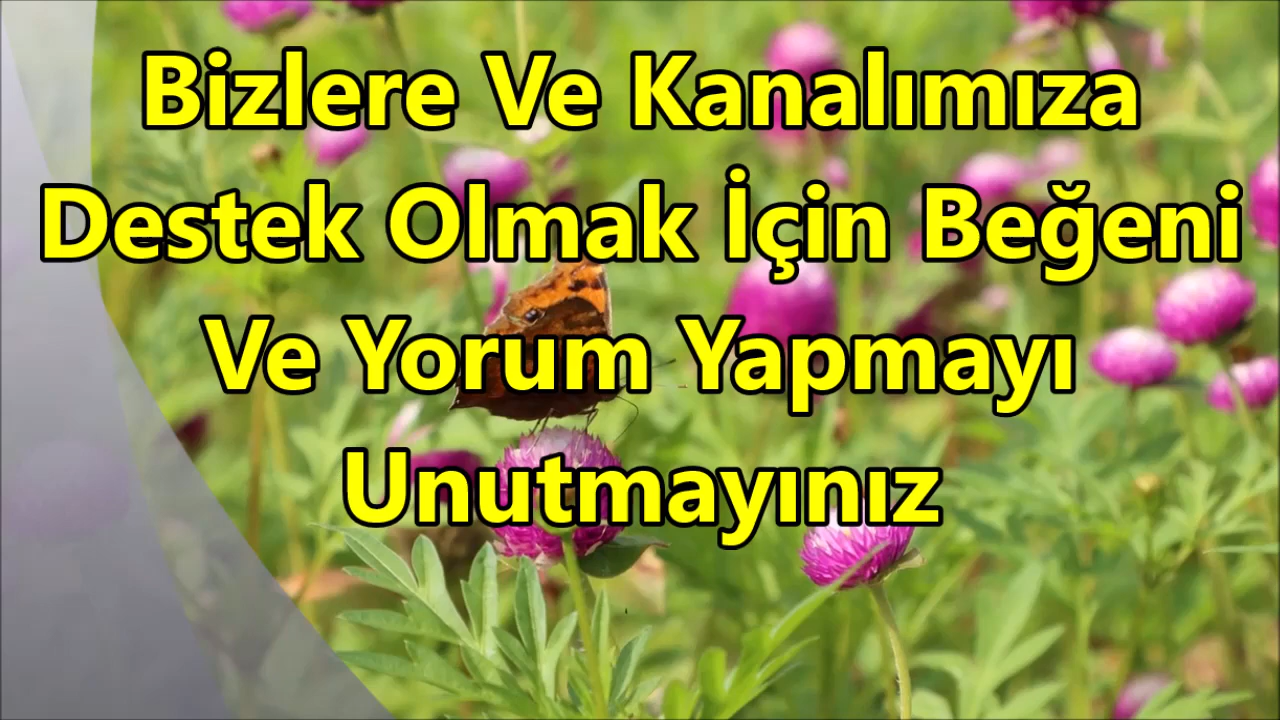 Bizlere Ve Kanalımıza
Destek Olmak İçin Beğeni
Ve Yorum Yapmayı
Unutmayınız